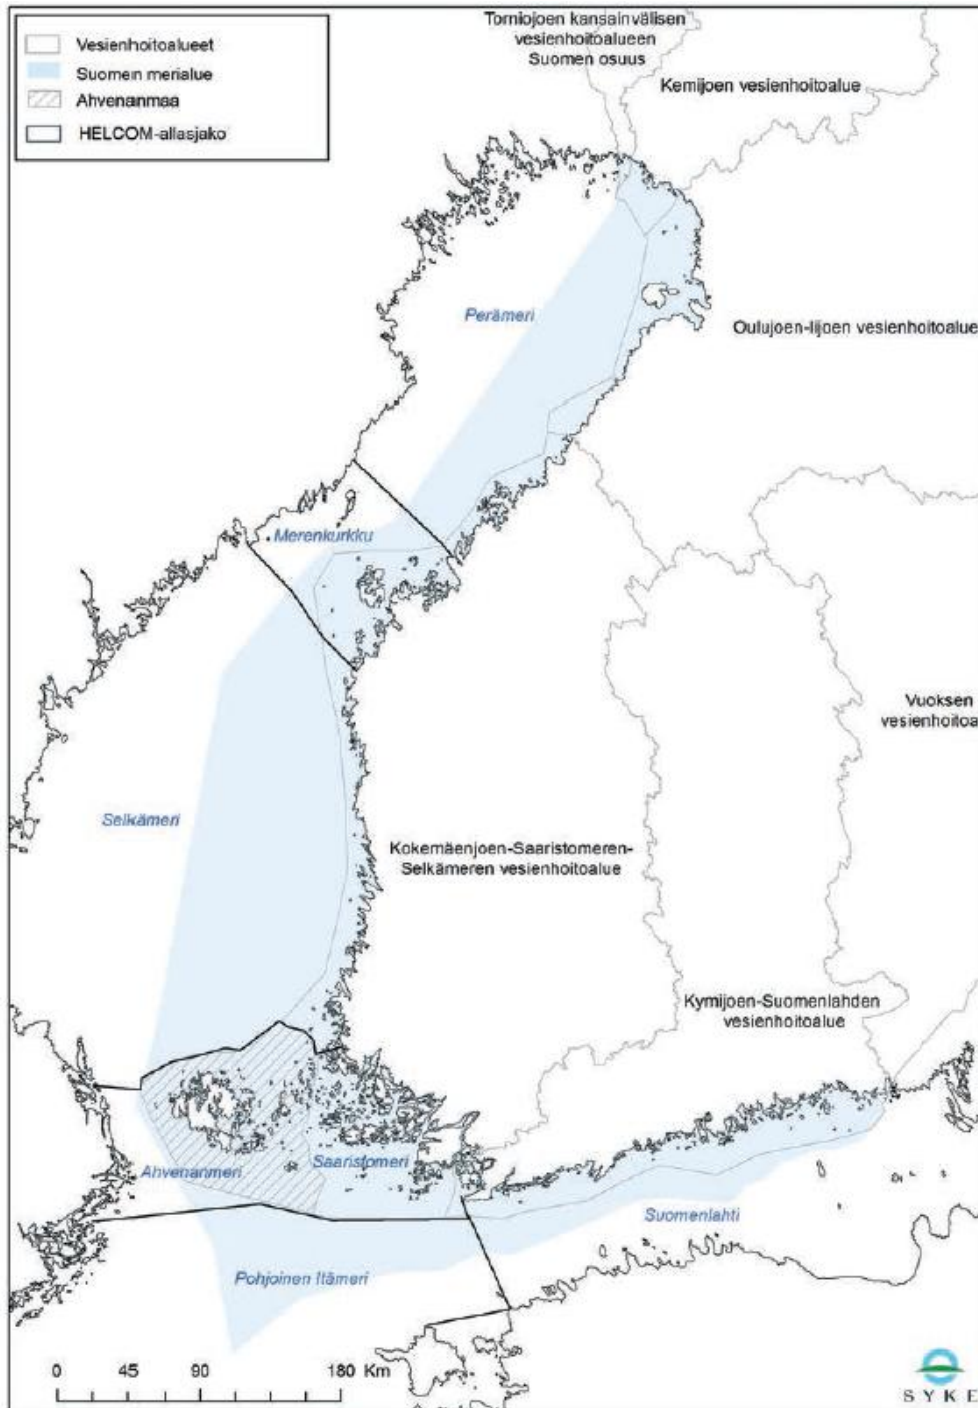 Vesienhoitoalueet
Suomen merialue
Ahvenanmaa
HELCOM-allasjako
Torniojoen kansainvälisen
vesienhoitoalueen
Suomen osuus
Kemijoen vesienhoitoalue
Perämeri
Oulujoen-Iijoen vesienhoitoalue
Merenkurkku
Vuoksen
vesienhoitoa
Selkämeri
Kokemäenjoen-Saaristomeren-
Selkämeren vesienhoitoalue
Kymijoen-Suomenlahden
vesienhoitoalue
Ahvenanmeri
Saaristomeri
Suomenlahti
Pohjoinen Itämeri
0 45 90 180 Km
SYKE